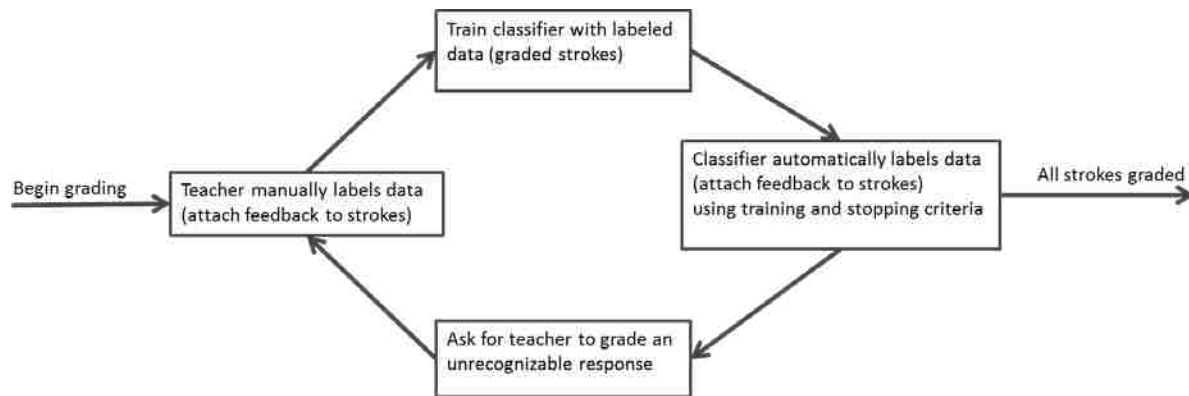 Train classifier with labeled
data (graded strokes)
Begin grading
Teacher manually labels data
(attach feedback to strokes)
Classifier automatically labels data
(attach feedback to strokes)
using training and stopping criteria
All strokes graded
Ask for teacher to grade an
unrecognizable response